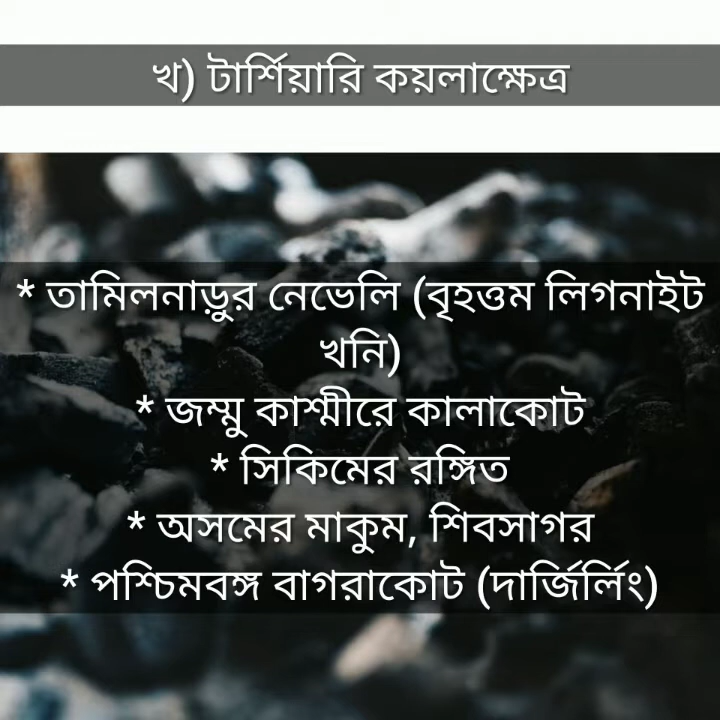 খ) টার্শিয়ারি কয়লাক্ষেত্র
* তামিলনাড়ুর নেভেলি (বৃহত্তম লিগনাইট
খনি)
* জম্মু কাশ্মীরে কালাকোট
* সিকিমের রঙ্গিত
* অসমের মাকুম, শিবসাগর
* পশ্চিমবঙ্গ বাগরাকোট (দার্জির্লিং)